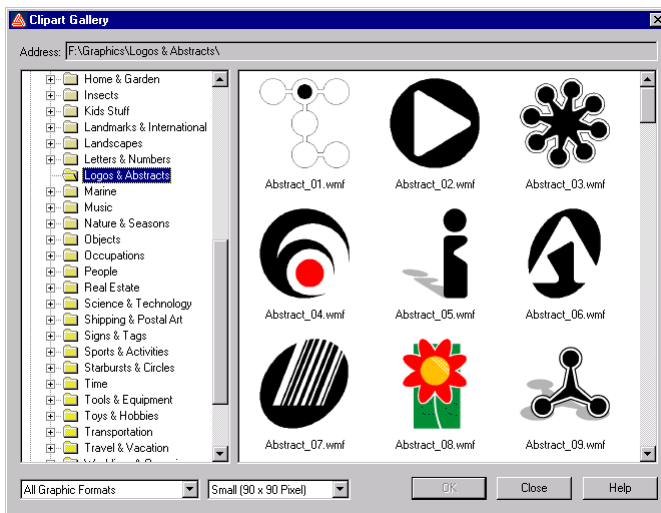 Clipart Gallery
Address: F:\Graphics\Logos & Abstracts\
Home & Garden
Insects
Kids Stuff
Landmarks & International
Landscapes
Letters & Numbers
Logos & Abstracts
Marine
Music
Nature & Seasons
Objects
Occupations
People
Real Estate
Science & Technology
Shipping & Postal Art
Signs & Tags
Sports & Activities
Starbursts & Circles
Time
Tools & Equipment
Toys & Hobbies
Transportation
Travel & Vacation
Abstract_01.wmf Abstract_02.wmf Abstract_03.wmf
Abstract_04.wmf Abstract_05.wmf Abstract_06.wmf
Abstract_07.wmf Abstract_08.wmf Abstract_09.wmf
All Graphic Formats Small (90 x 90 Pixel) OK Close Help